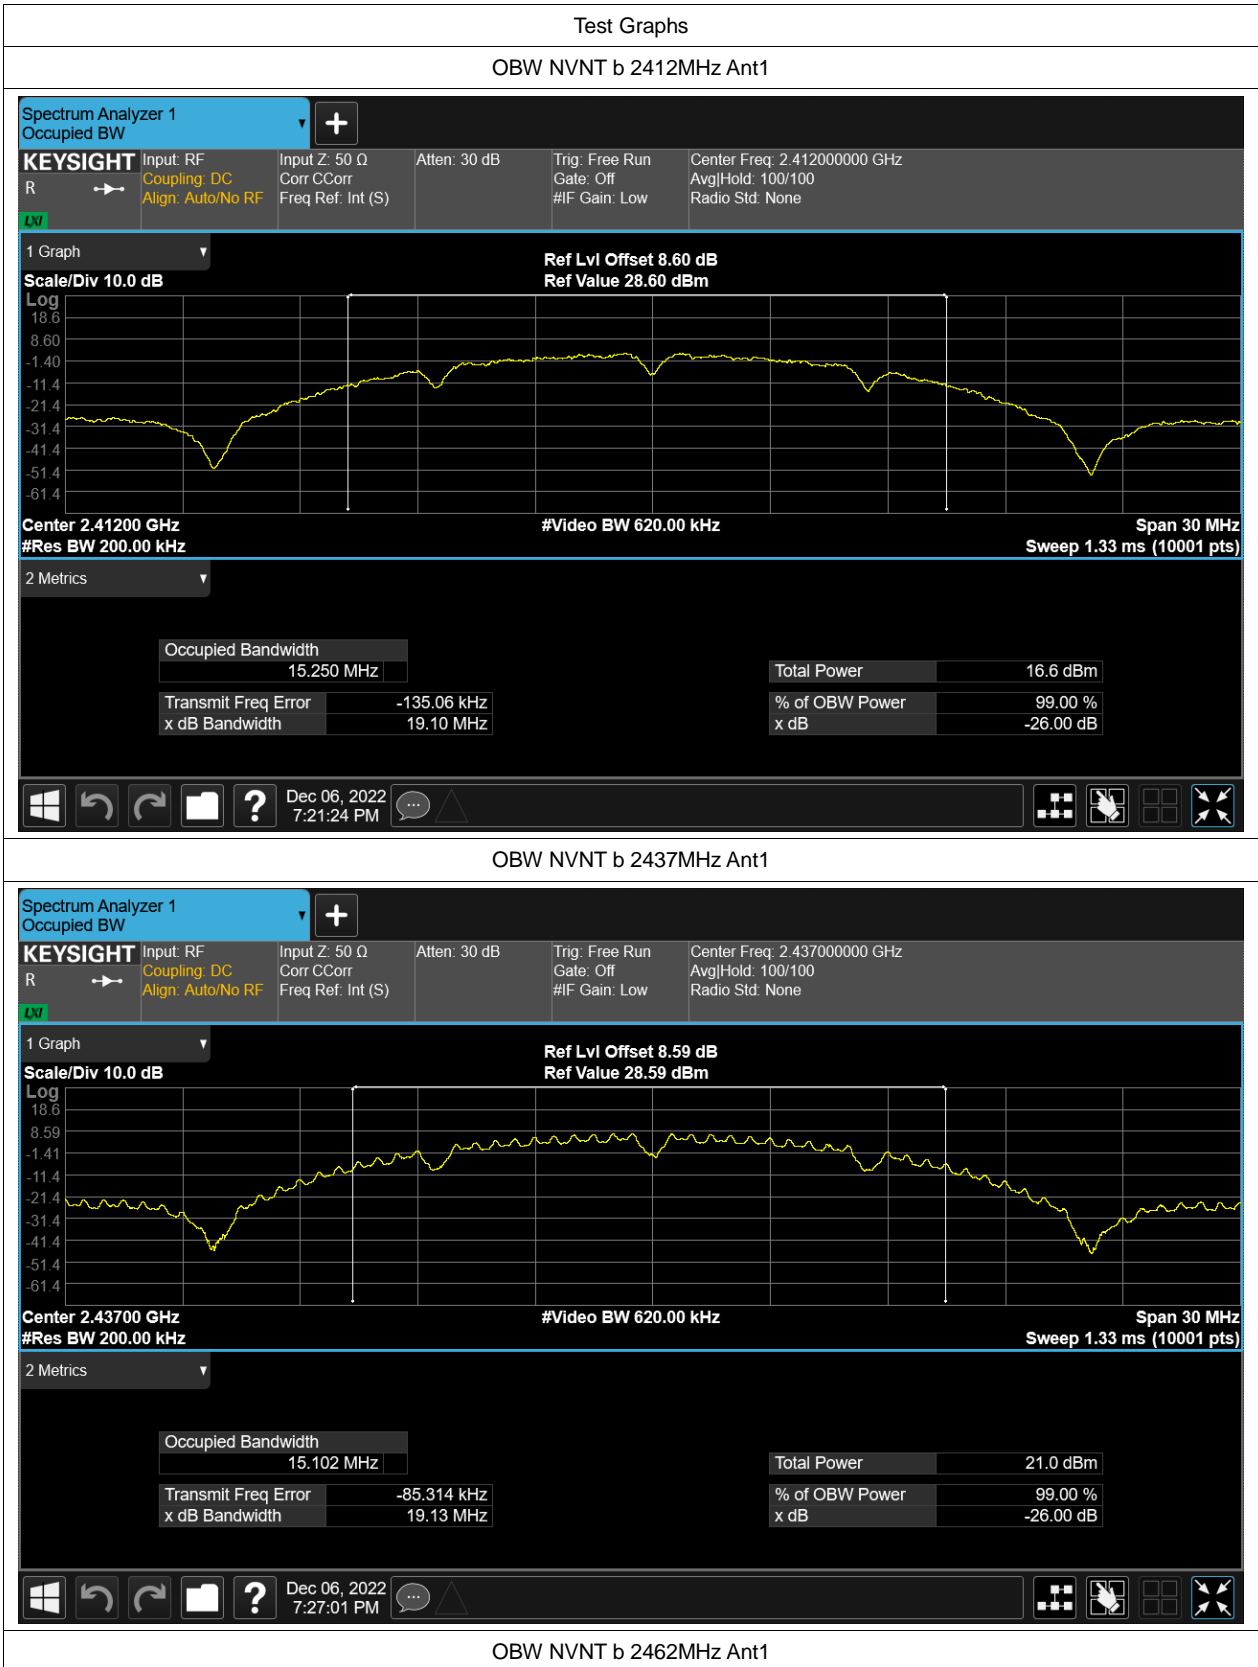 Test Graphs
OBW NVNT b 2412MHz Ant1
Spectrum Analyzer 1
Occupied BW
KEYSIGHT Input: RF Input Z: 50 Ω Atten: 30 dB Trig: Free Run Center Freq: 2.412000000 GHz
R Coupling: DC Corr CCorr Gate: Off Avg|Hold: 100/100
Align: Auto/No RF Freq Ref: Int (S) #IF Gain: Low Radio Std: None
LXI
1 Graph
Ref Lvl Offset 8.60 dB
Scale/Div 10.0 dB Ref Value 28.60 dBm
Log
18.6
8.60
-1.40
-11.4
-21.4
-31.4
-41.4
-51.4
-61.4
Center 2.41200 GHz #Video BW 620.00 kHz Span 30 MHz
#Res BW 200.00 kHz Sweep 1.33 ms (10001 pts)
2 Metrics
Occupied Bandwidth
15.250 MHz Total Power 16.6 dBm
Transmit Freq Error -135.06 kHz % of OBW Power 99.00 %
x dB Bandwidth 19.10 MHz x dB -26.00 dB
? Dec 06, 2022
7:21:24 PM
OBW NVNT b 2437MHz Ant1
Spectrum Analyzer 1
Occupied BW
KEYSIGHT Input: RF Input Z: 50 Ω Atten: 30 dB Trig: Free Run Center Freq: 2.437000000 GHz
R Coupling: DC Corr CCorr Gate: Off Avg|Hold: 100/100
Align: Auto/No RF Freq Ref: Int (S) #IF Gain: Low Radio Std: None
LXI
1 Graph
Ref Lvl Offset 8.59 dB
Scale/Div 10.0 dB Ref Value 28.59 dBm
Log
18.6
8.59
-1.41
-11.4
-21.4
-31.4
-41.4
-51.4
-61.4
Center 2.43700 GHz #Video BW 620.00 kHz Span 30 MHz
#Res BW 200.00 kHz Sweep 1.33 ms (10001 pts)
2 Metrics
Occupied Bandwidth
15.102 MHz Total Power 21.0 dBm
Transmit Freq Error -85.314 kHz % of OBW Power 99.00 %
x dB Bandwidth 19.13 MHz x dB -26.00 dB
? Dec 06, 2022
7:27:01 PM
OBW NVNT b 2462MHz Ant1